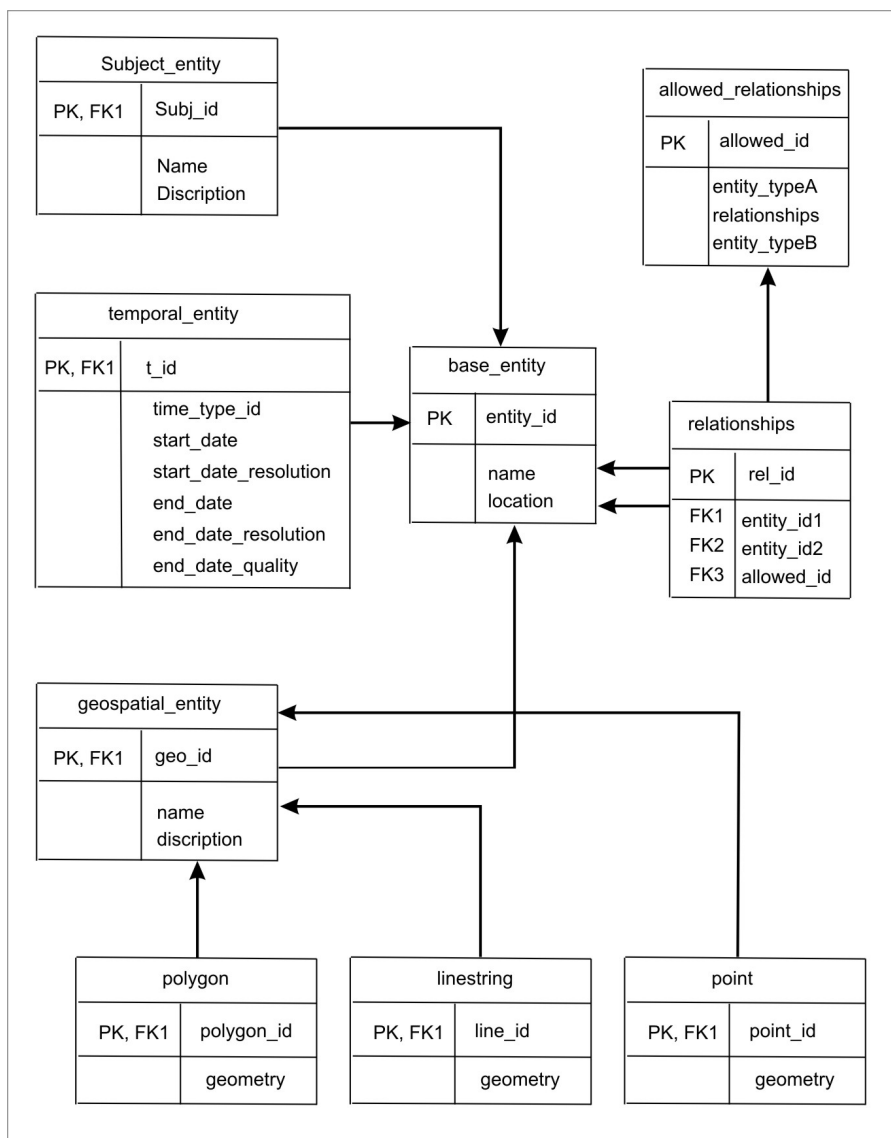 Subject_entity
PK, FK1 Subj_id
Name
Discription
allowed_relationships
PK allowed_id
entity_typeA
relationships
entity_typeB
temporal_entity
PK, FK1 t_id
time_type_id
start_date
start_date_resolution
end_date
end_date_resolution
end_date_quality
base_entity
PK entity_id
name
location
relationships
PK rel_id
FK1 entity_id1
FK2 entity_id2
FK3 allowed_id
geospatial_entity
PK, FK1 geo_id
name
discription
polygon
PK, FK1 polygon_id
geometry
linestring
PK, FK1 line_id
geometry
point
PK, FK1 point_id
geometry